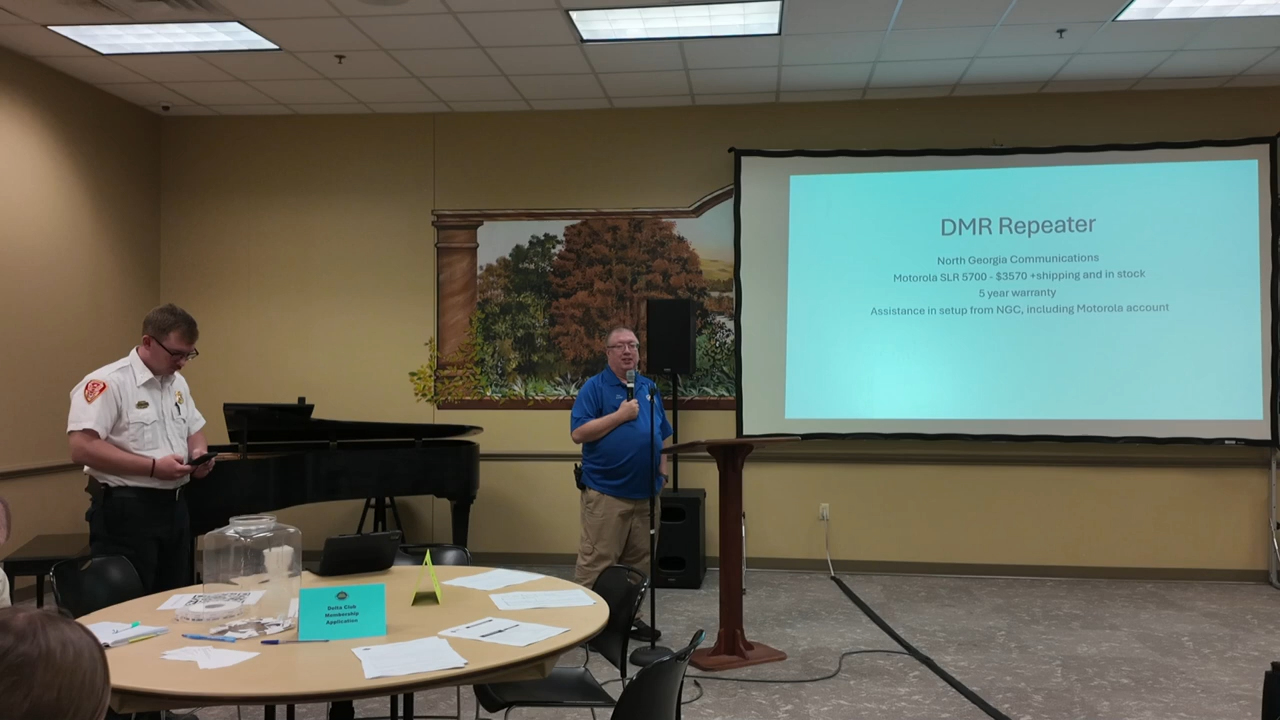 DMR Repeater
North Georgia Communications
Motorola SLR 5700 - $3570 +shipping and in stock
5 year warranty
Assistance in setup from NGC, including Motorola account
Delta Club
Membership
Application